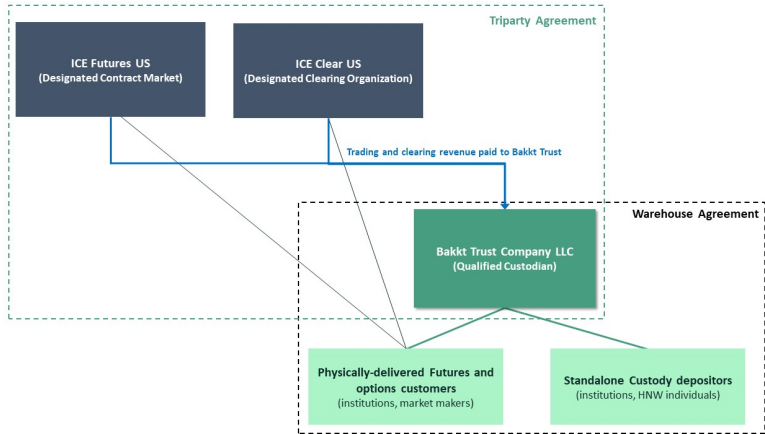 Triparty Agreement
ICE Futures US
(Designated Contract Market)
ICE Clear US
(Designated Clearing Organization)
Trading and clearing revenue paid to Bakkt Trust
Warehouse Agreement
Bakkt Trust Company LLC
(Qualified Custodian)
Physically-delivered Futures and
options customers
(institutions, market makers)
Standalone Custody depositors
(institutions, HNW individuals)